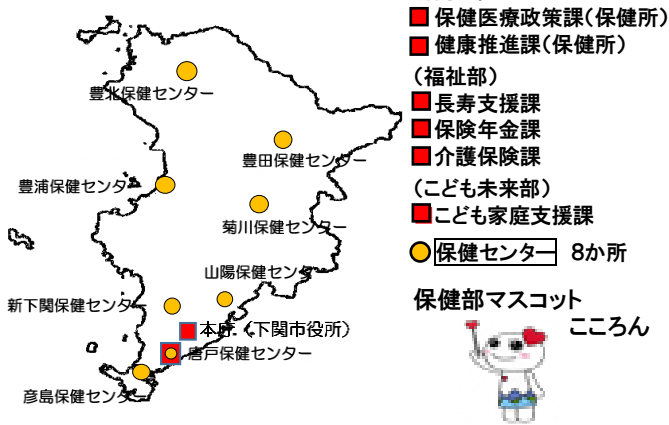 保健医療政策課（保健所）
健康推進課（保健所）
（福祉部）
長寿支援課
保険年金課
介護保険課
（こども未来部）
こども家庭支援課
保健センター 8か所
保健部マスコット
こころん
豊北保健センター
豊田保健センター
豊浦保健センタ
菊川保健センター
山陽保健センタ
新下関保健センター
本庁（下関市役所）
唐戸保健センター
彦島保健センター